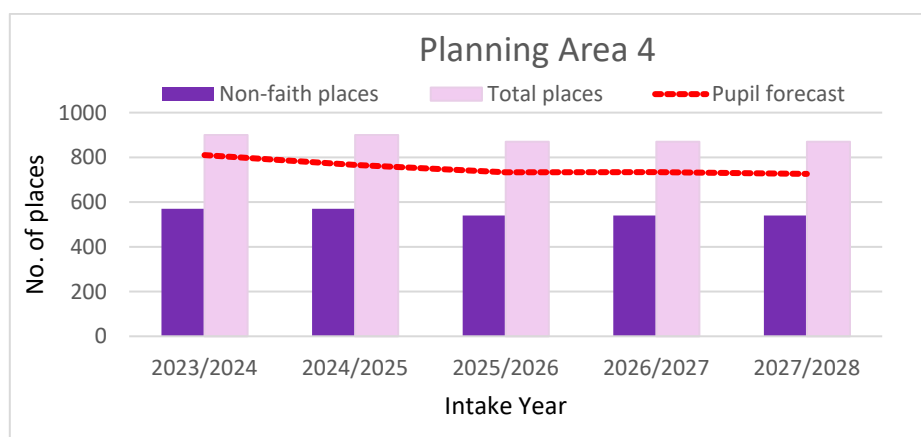 Planning Area 4
Non-faith places Total places Pupil forecast
1000
800
600
400
200
0
No. of places
2023/2024 2024/2025 2025/2026 2026/2027 2027/2028
Intake Year